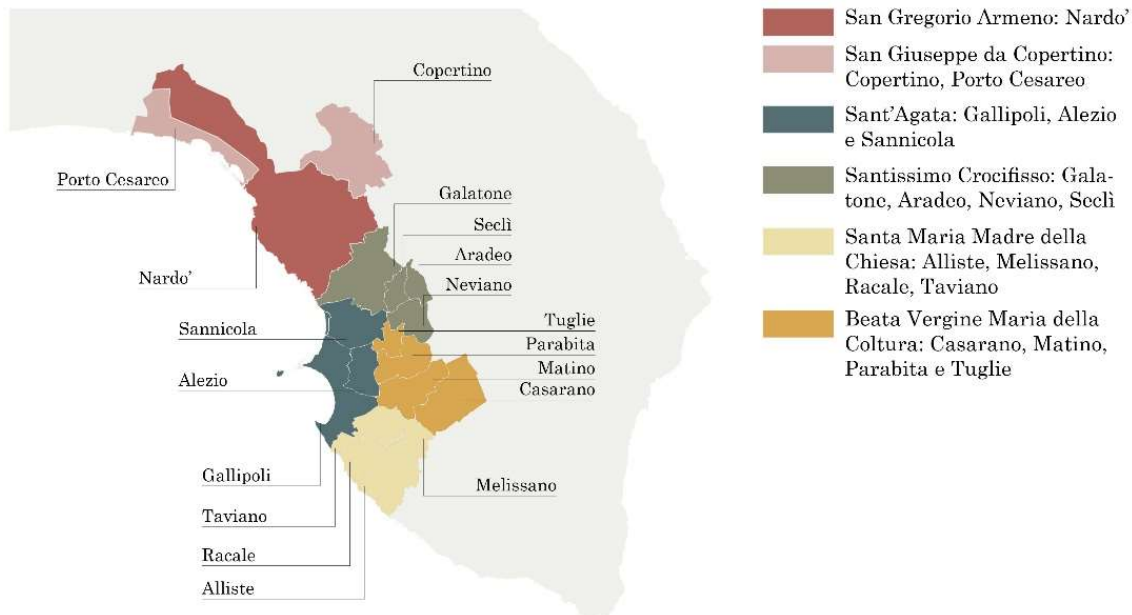 Copertino
Porto Cesareo
Galatone
Seclì
Aradeo
Nardo'
Neviano
Sannicola
Tuglie
Parabita
Alezio
Matino
Casarano
Gallipoli
Melissano
Taviano
Racale
Alliste
San Gregorio Armeno: Nardo'
San Giuseppe da Copertino:
Copertino, Porto Cesareo
Sant'Agata: Gallipoli, Alezio
e Sannicola
Santissimo Crocifisso: Gala-
tone, Aradeo, Neviano, Seclì
Santa Maria Madre della
Chiesa: Alliste, Melissano,
Racale, Taviano
Beata Vergine Maria della
Coltura: Casarano, Matino,
Parabita e Tuglie